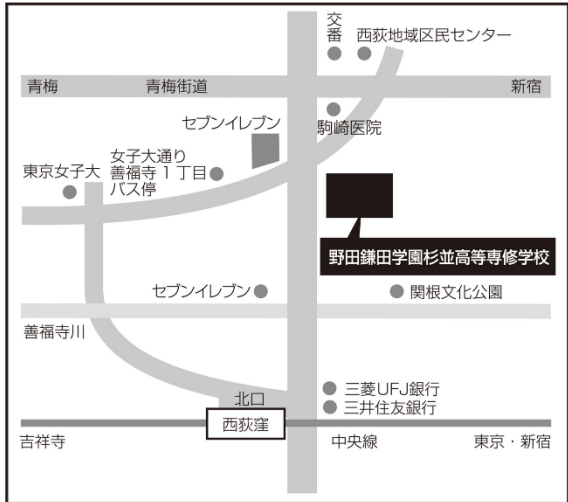 交番
西荻地域区民センター
青梅
青梅街道
新宿
セブンイレブン
駒崎医院
女子大通り
善福寺１丁目
バス停
東京女子大
野田鎌田学園杉並高等専修学校
セブンイレブン
関根文化公園
善福寺川
三菱UFJ銀行
北口
三井住友銀行
西荻窪
吉祥寺
中央線
東京・新宿